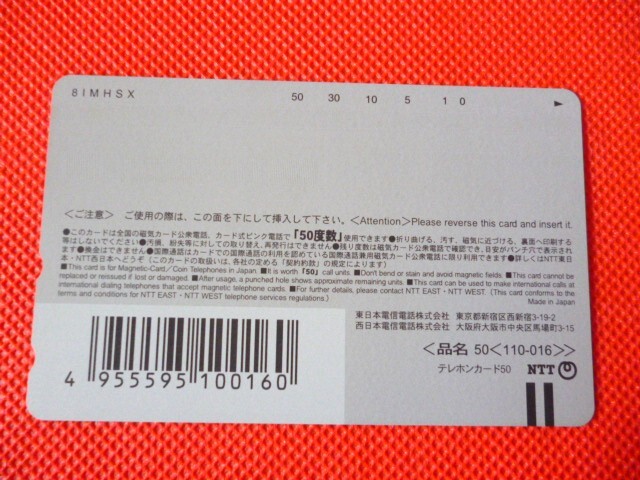 8IMHSX
50 30 10 5 1 0
＜ご注意＞ ご使用の際は、この面を下にして挿入して下さい。＜Attention＞Please reverse this card and insert it.
●このカードは全国の磁気カード公衆電話、カード式ピンク電話で「50度数」使用できます●折り曲げる、汚す、磁気に近づける、裏面へ印刷する
等はしないでください●汚損、紛失等に対しての取り替え、再発行はできません●残り度数は磁気カード公衆電話で確認でき、目安がパンチ穴で表示されま
す●換金はできません●国際通話はカードでの国際通話の利用を認めている国際通話兼用磁気カード公衆電話に限り利用できます●詳しくはNTT東日
本・NTT西日本へどうぞ（このカードの取扱いは、各社の定める「契約約款」の規定によります）
■This card is for Magnetic-Card／Coin Telephones in Japan. ■It is worth「50」call units. ■Don't bend or stain and avoid magnetic fields. ■This card cannot be
replaced or reissued if lost or damaged. ■After usage, a punched hole shows approximate remaining units. ■This card can be used to make international calls at
international dialing telephones that accept magnetic telephone cards. ■For further details, please contact NTT EAST・NTT WEST. (This card conforms to the
terms and conditions for NTT EAST・NTT WEST telephone services regulations.)
Made in Japan
東日本電信電話株式会社 東京都新宿区西新宿3-19-2
西日本電信電話株式会社 大阪府大阪市中央区馬場町3-15
＜品名 50＜110-016＞＞
テレホンカード50 NTT
4 955595 100160